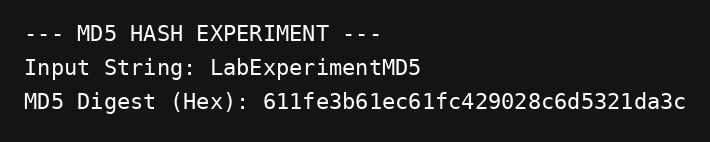 --- MD5 HASH EXPERIMENT ---
Input String: LabExperimentMD5
MD5 Digest (Hex): 611fe3b61ec61fc429028c6d5321da3c